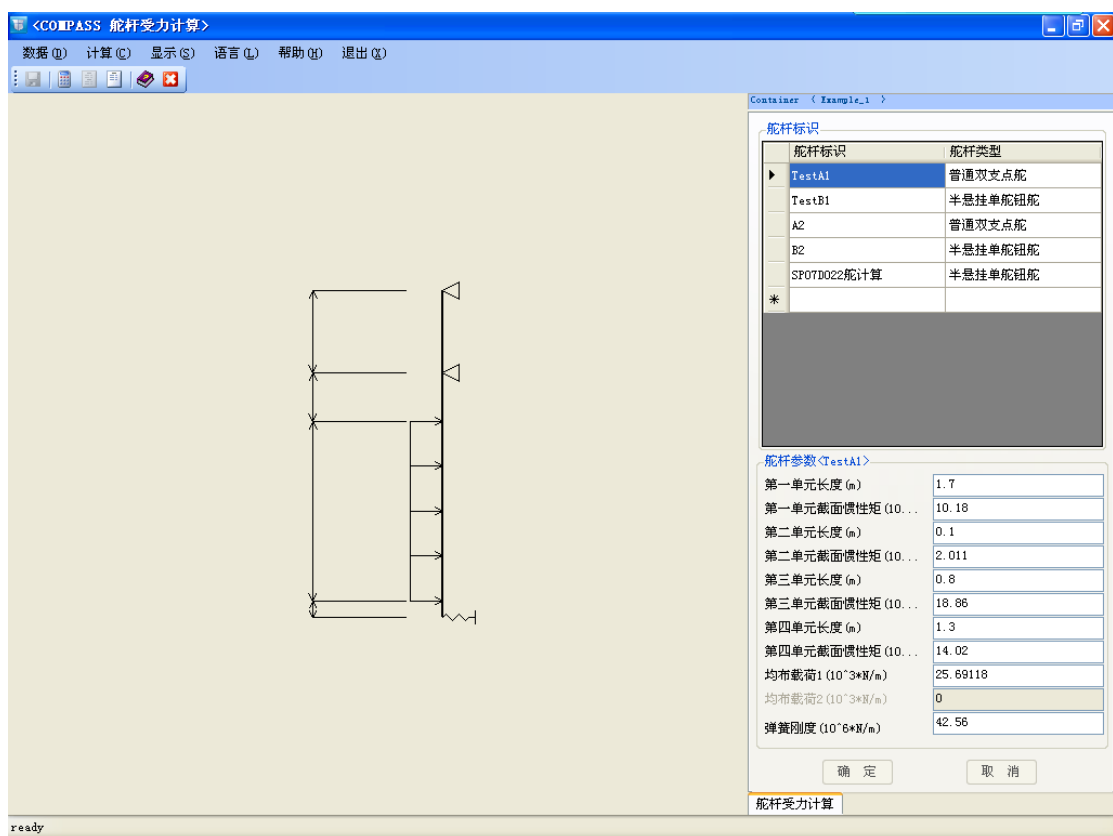 <COMPASS 舵杆受力计算>
数据(D) 计算(C) 显示(S) 语言(L) 帮助(H) 退出(X)
Container < Example_1 >
舵杆标识
舵杆标识 舵杆类型
TestA1 普通双支点舵
TestB1 半悬挂单舵钮舵
A2 普通双支点舵
B2 半悬挂单舵钮舵
SP07D022舵计算 半悬挂单舵钮舵
舵杆参数<TestA1>
第一单元长度(m) 1.7
第一单元截面惯性矩(10... 10.18
第二单元长度(m) 0.1
第二单元截面惯性矩(10... 2.011
第三单元长度(m) 0.8
第三单元截面惯性矩(10... 18.86
第四单元长度(m) 1.3
第四单元截面惯性矩(10... 14.02
均布载荷1(10^3*N/m) 25.69118
均布载荷2(10^3*N/m) 0
弹簧刚度(10^6*N/m) 42.56
确 定 取 消
舵杆受力计算
ready